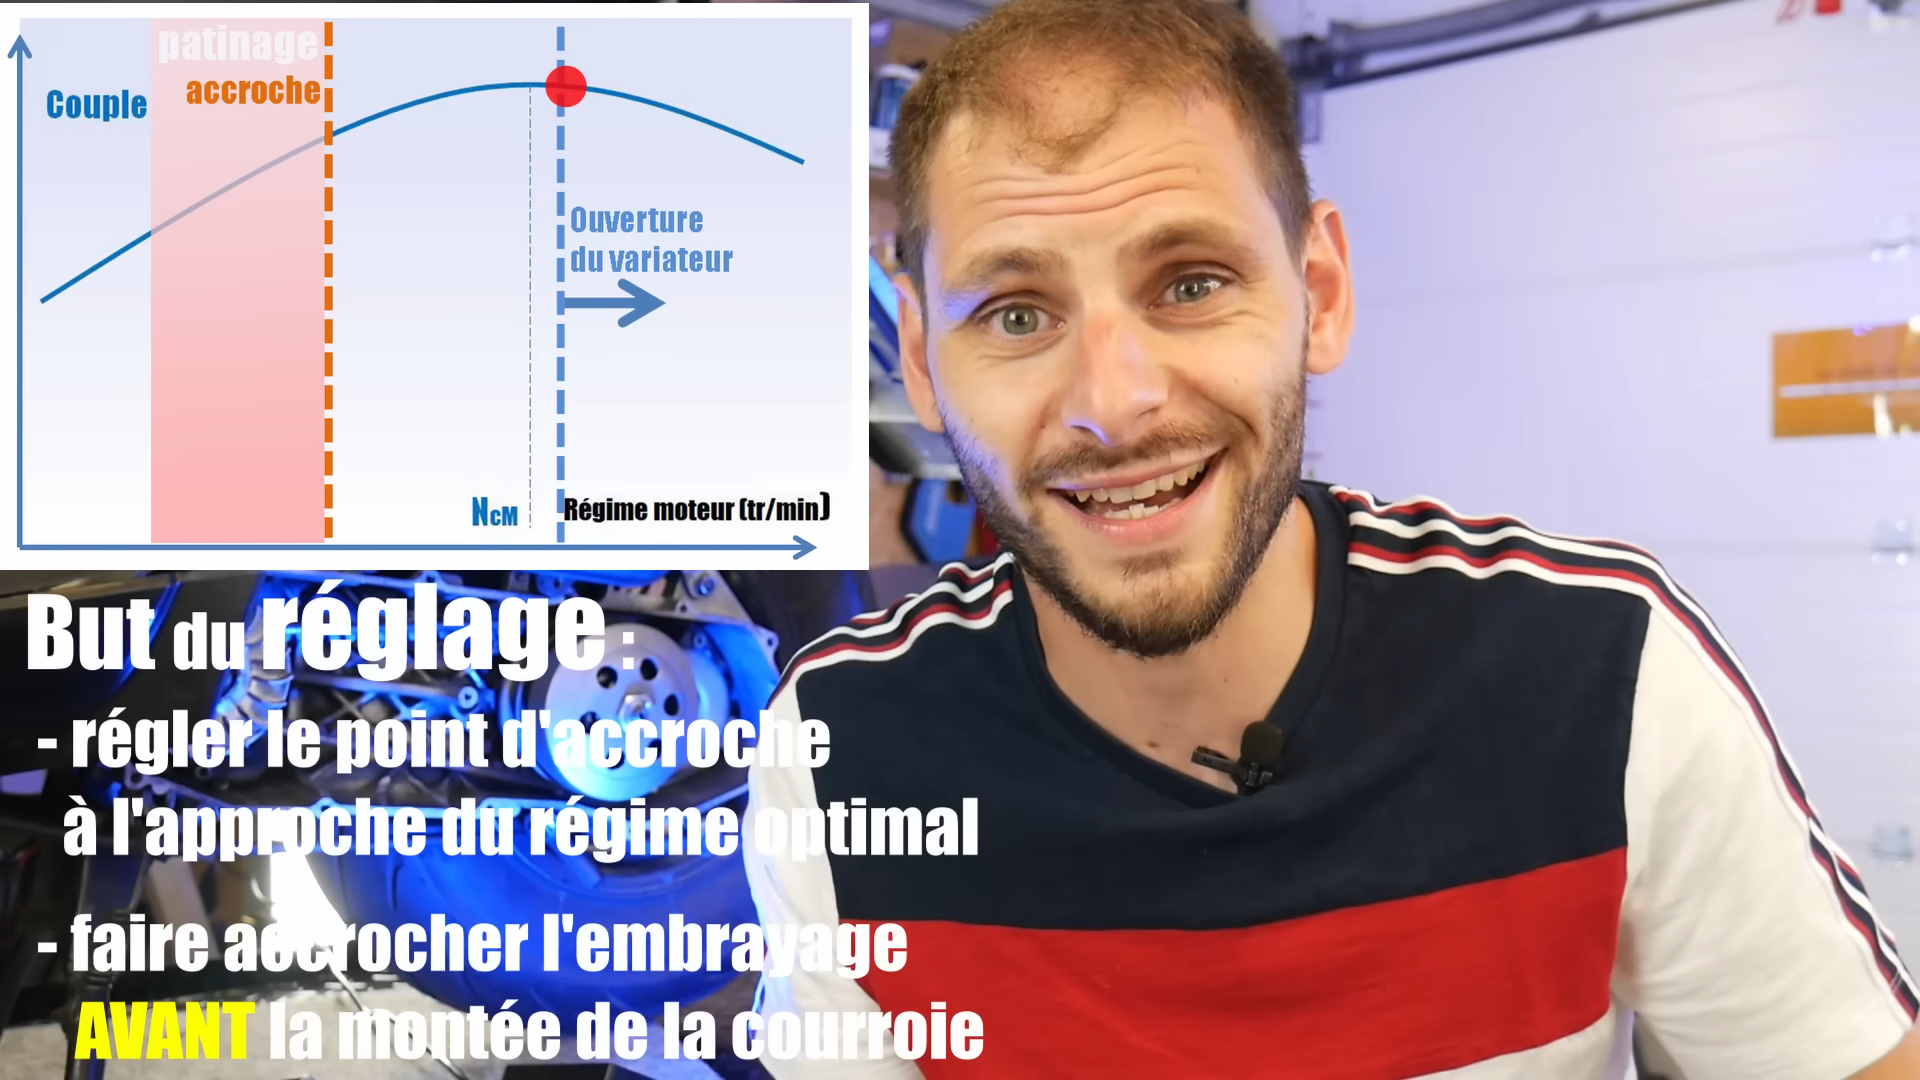 patinage
accroche
Couple
Ouverture
du variateur
NcM
Régime moteur (tr/min)
But du réglage :
- régler le point d'accroche
à l'approche du régime optimal
- faire accrocher l'embrayage
AVANT la montée de la courroie